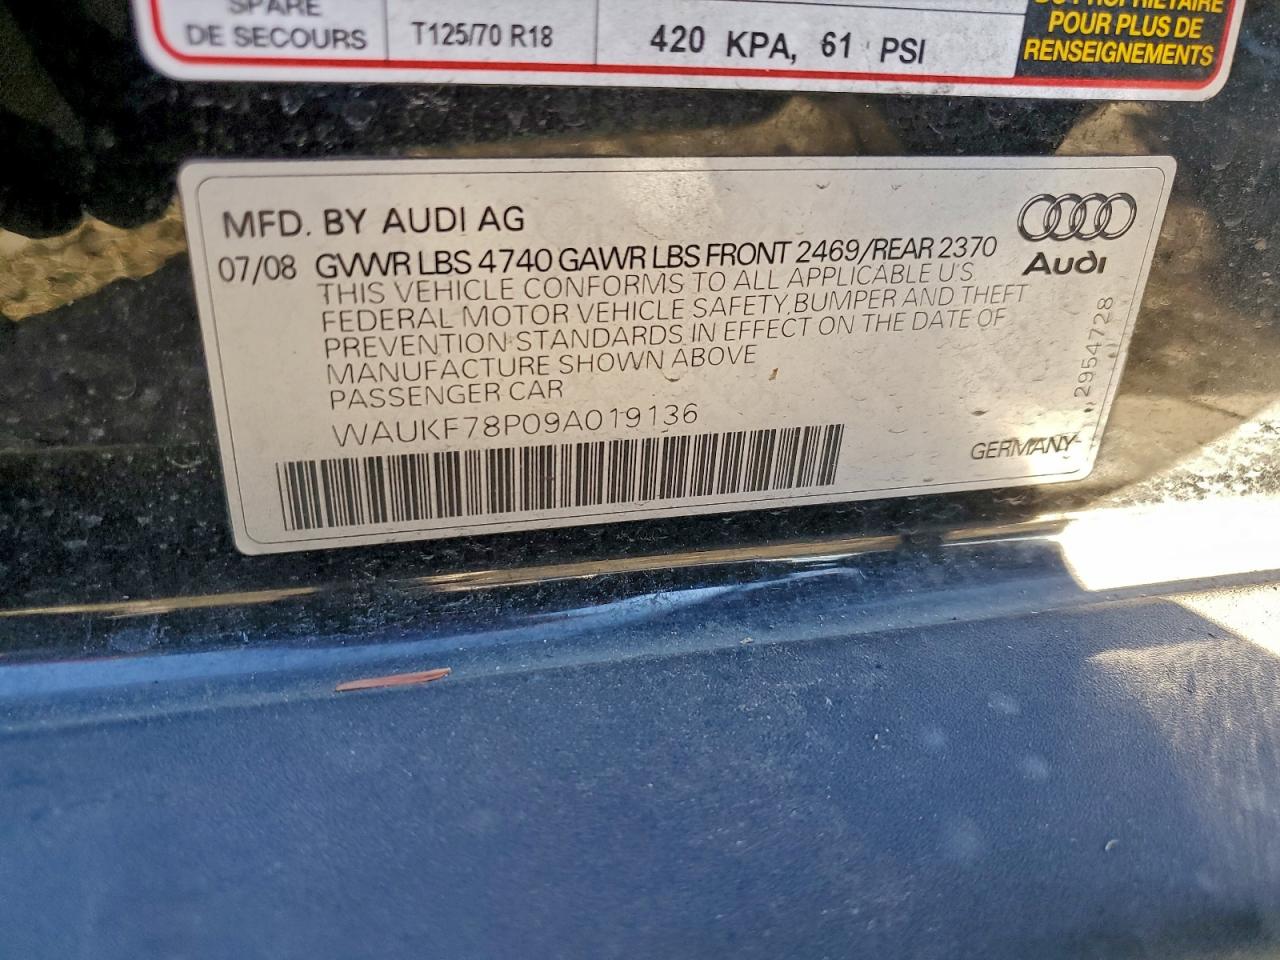 SPARE
DE SECOURS
T125/70 R18
420 KPA, 61 PSI
DU PROPRIÉTAIRE
POUR PLUS DE
RENSEIGNEMENTS
MFD. BY AUDI AG
07/08 GVWR LBS 4740 GAWR LBS FRONT 2469/REAR 2370
THIS VEHICLE CONFORMS TO ALL APPLICABLE U.S.
FEDERAL MOTOR VEHICLE SAFETY, BUMPER AND THEFT
PREVENTION STANDARDS IN EFFECT ON THE DATE OF
MANUFACTURE SHOWN ABOVE
PASSENGER CAR
WAUKF78P09A019136
Audi
29547728
GERMANY